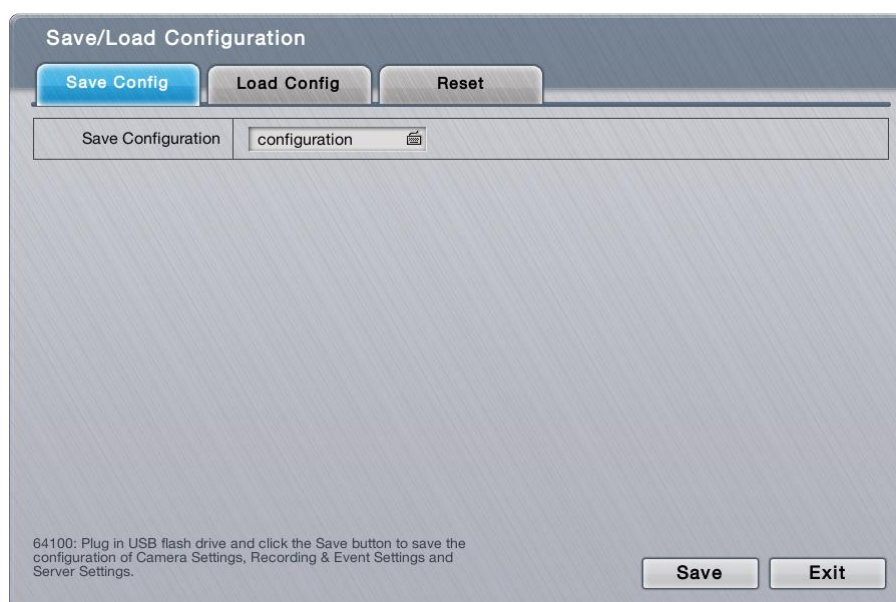 Save/Load Configuration
Save Config Load Config Reset
Save Configuration configuration
64100: Plug in USB flash drive and click the Save button to save the
configuration of Camera Settings, Recording & Event Settings and
Server Settings.
Save Exit